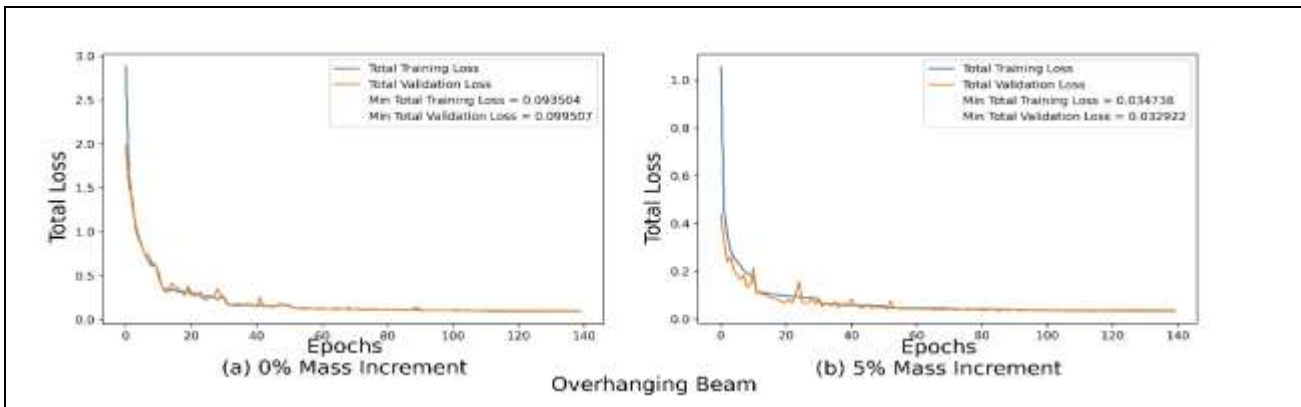 3.0
2.5
2.0
1.5
1.0
0.5
0.0
Total Loss
Total Training Loss
Total Validation Loss
Min Total Training Loss = 0.093504
Min Total Validation Loss = 0.099507
0 20 40 60 80 100 120 140
Epochs
(a) 0% Mass Increment
1.0
0.8
0.6
0.4
0.2
0.0
Total Loss
Total Training Loss
Total Validation Loss
Min Total Training Loss = 0.034738
Min Total Validation Loss = 0.032922
0 20 40 60 80 100 120 140
Epochs
(b) 5% Mass Increment
Overhanging Beam